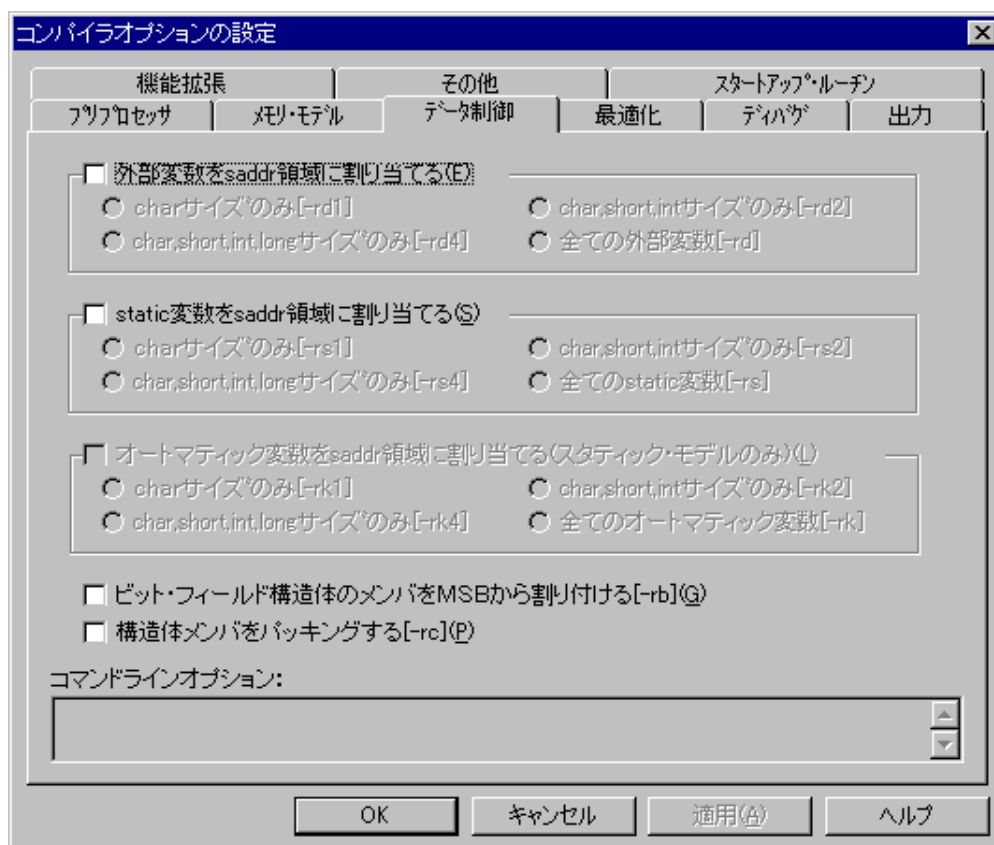 コンパイラオプションの設定
機能拡張 その他 スタートアップ・ルーチン
プリプロセッサ メモリ・モデル データ制御 最適化 ディバグ 出力
外部変数をsaddr領域に割り当てる(E)
charサイズのみ[-rd1] char,short,intサイズのみ[-rd2]
char,short,int,longサイズのみ[-rd4] 全ての外部変数[-rd]
static変数をsaddr領域に割り当てる(S)
charサイズのみ[-rs1] char,short,intサイズのみ[-rs2]
char,short,int,longサイズのみ[-rs4] 全てのstatic変数[-rs]
オートマティック変数をsaddr領域に割り当てる(スタティック・モデルのみ)(L)
charサイズのみ[-rk1] char,short,intサイズのみ[-rk2]
char,short,int,longサイズのみ[-rk4] 全てのオートマティック変数[-rk]
ビット・フィールド構造体のメンバをMSBから割り付ける[-rb](G)
構造体メンバをパッキングする[-rc](P)
コマンドラインオプション:
OK キャンセル 適用(A) ヘルプ